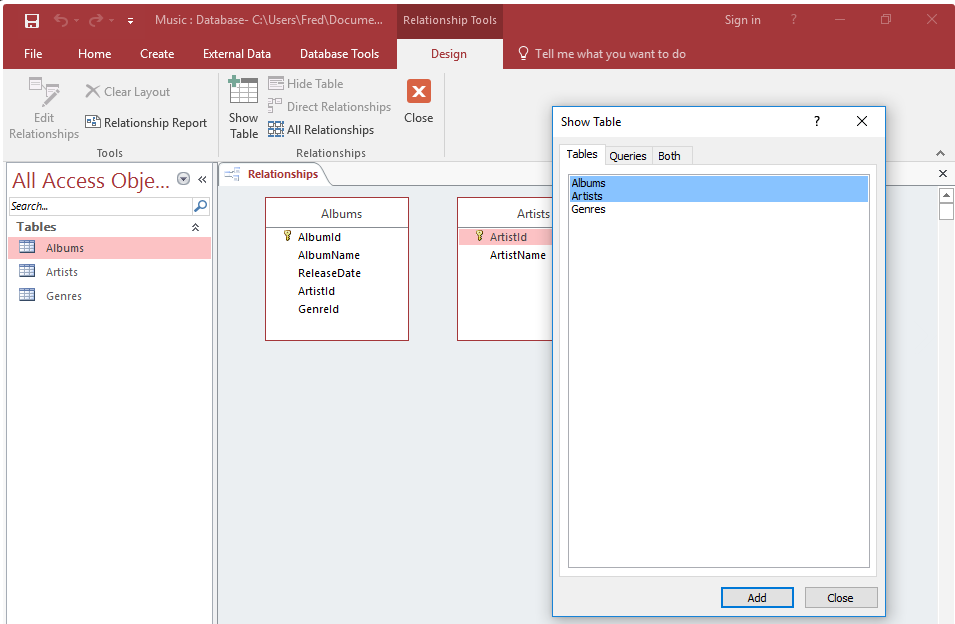 Music : Database- C:\Users\Fred\Docume...
Relationship Tools
Sign in
?
File
Home
Create
External Data
Database Tools
Design
Tell me what you want to do
Edit
Relationships
Clear Layout
Relationship Report
Tools
Show
Table
Hide Table
Direct Relationships
All Relationships
Relationships
Close
All Access Obje...
Search...
Tables
Albums
Artists
Genres
Relationships
Albums
AlbumId
AlbumName
ReleaseDate
ArtistId
GenreId
Artists
ArtistId
ArtistName
Show Table
?
Tables
Queries
Both
Albums
Artists
Genres
Add
Close